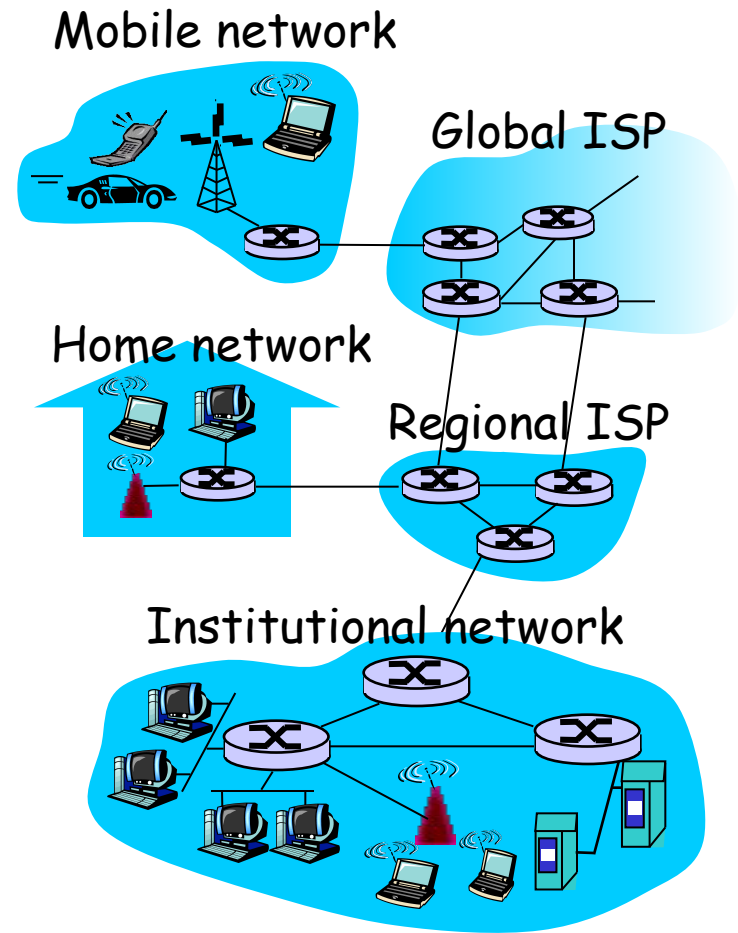 Mobile network
Global ISP
Home network
Regional ISP
Institutional network